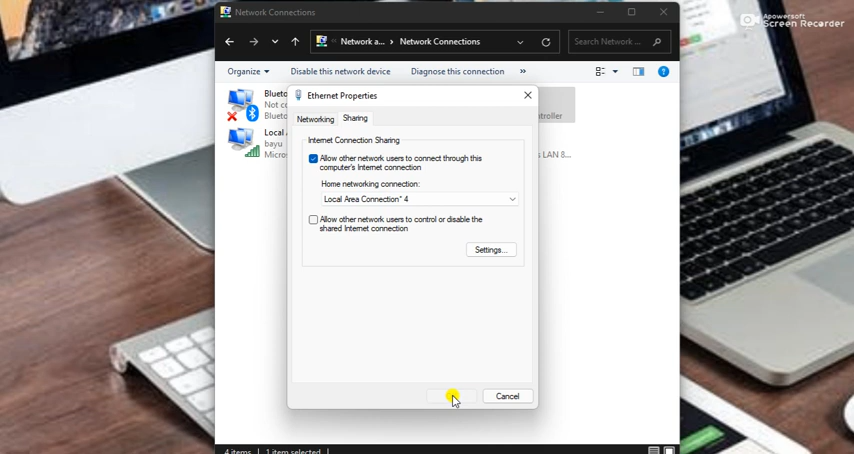 Network Connections
Apowersoft
Screen Recorder
Network a... > Network Connections
Search Network ...
Organize
Disable this network device
Diagnose this connection
»
Not co
Local
bayu
Micros
LAN 8...
Ethernet Properties
Networking
Sharing
Internet Connection Sharing
Allow other network users to connect through this
computer's Internet connection
Home networking connection:
Local Area Connection* 4
Allow other network users to control or disable the
shared Internet connection
Settings...
Cancel
4 items
1 item selected